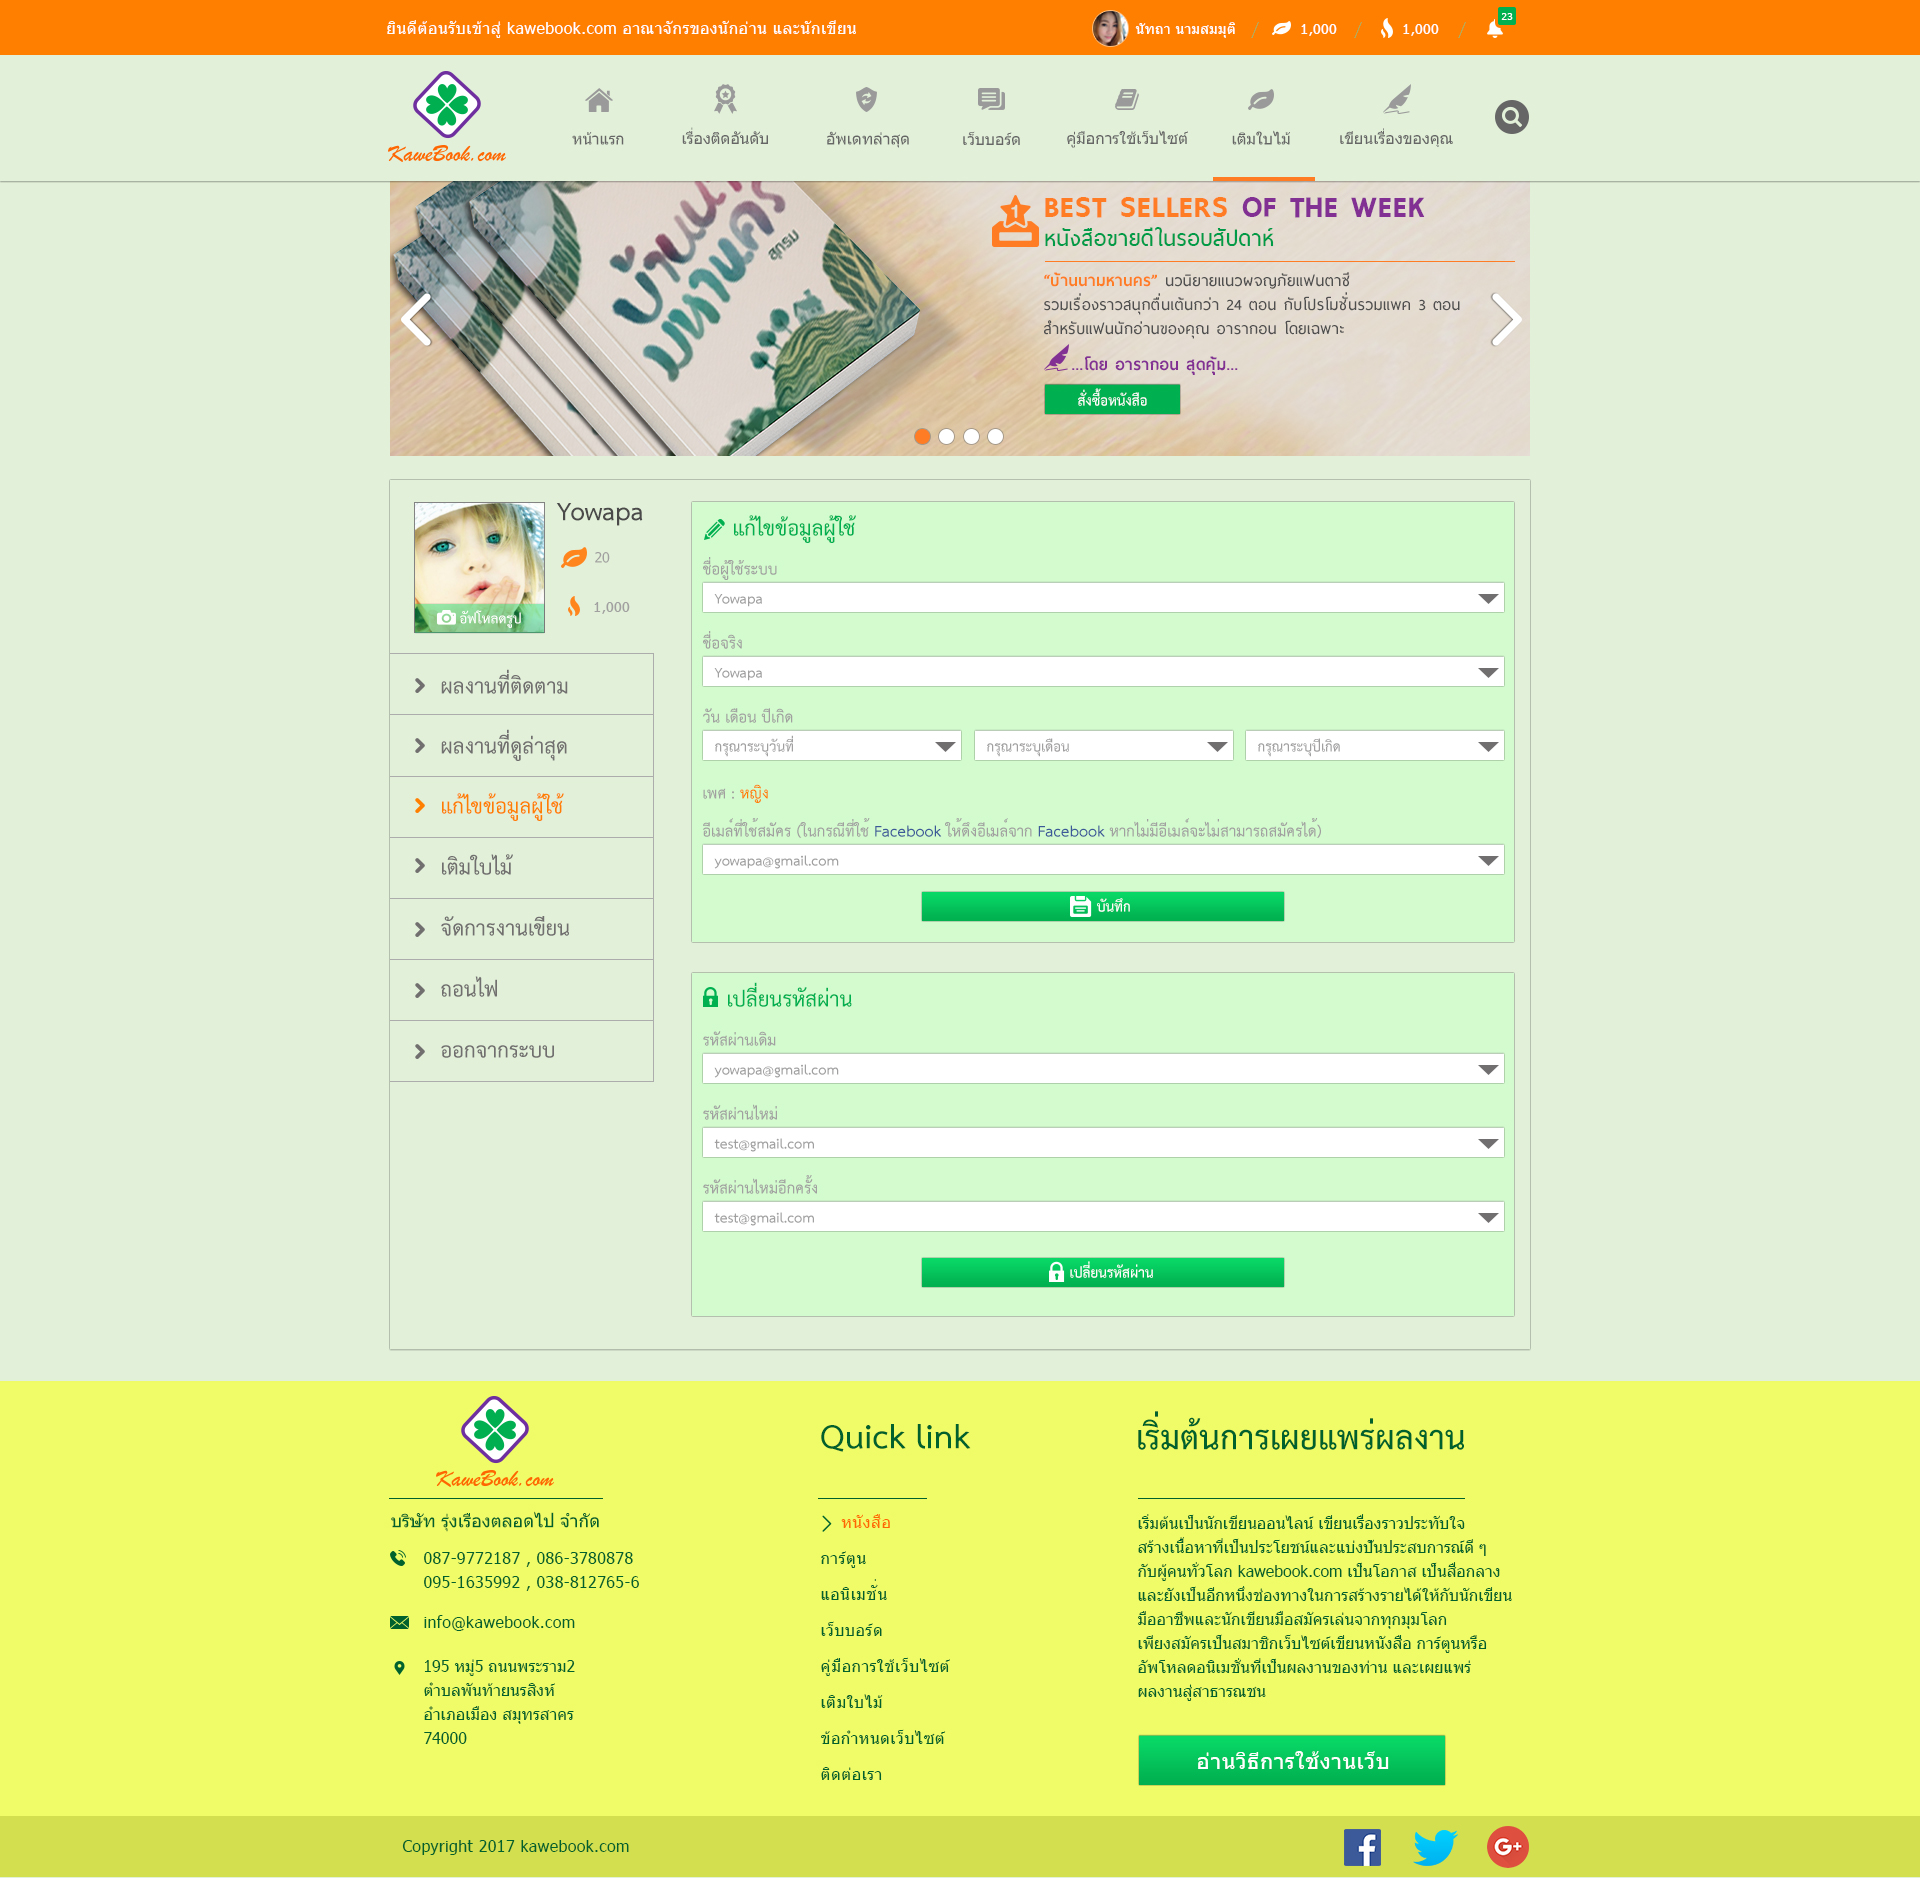 ยินดีต้อนรับเข้าสู่ kawebook.com อาณาจักรของนักอ่าน และนักเขียน
นัทถา นามสมมุติ / 1,000 / 1,000 / 23
KaweBook.com
หน้าแรก
เรื่องติดอันดับ
อัพเดทล่าสุด
เว็บบอร์ด
คู่มือการใช้เว็บไซต์
เติมใบไม้
เขียนเรื่องของคุณ
บ้านนา
มหานคร
สุกรม
1
BEST SELLERS OF THE WEEK
หนังสือขายดีในรอบสัปดาห์
“บ้านนามหานคร” นวนิยายแนวผจญภัยแฟนตาซี
รวมเรื่องราวสนุกตื่นเต้นกว่า 24 ตอน กับโปรโมชั่นรวมแพค 3 ตอน
สำหรับแฟนนักอ่านของคุณ อารากอน โดยเฉพาะ
...โดย อารากอน สุดคุ้ม...
สั่งซื้อหนังสือ
Yowapa
20
1,000
อัฟโหลดรูป
ผลงานที่ติดตาม
ผลงานที่ดูล่าสุด
แก้ไขข้อมูลผู้ใช้
เติมใบไม้
จัดการงานเขียน
ถอนไฟ
ออกจากระบบ
แก้ไขข้อมูลผู้ใช้
ชื่อผู้ใช้ระบบ
Yowapa
ชื่อจริง
Yowapa
วัน เดือน ปีเกิด
กรุณาระบุวันที่
กรุณาระบุเดือน
กรุณาระบุปีเกิด
เพศ : หญิง
อีเมล์ที่ใช้สมัคร (ในกรณีที่ใช้ Facebook ให้ดึงอีเมล์จาก Facebook หากไม่มีอีเมล์จะไม่สามารถสมัครได้)
yowapa@gmail.com
บันทึก
เปลี่ยนรหัสผ่าน
รหัสผ่านเดิม
yowapa@gmail.com
รหัสผ่านใหม่
test@gmail.com
รหัสผ่านใหม่อีกครั้ง
test@gmail.com
เปลี่ยนรหัสผ่าน
KaweBook.com
บริษัท รุ่งเรืองตลอดไป จำกัด
087-9772187 , 086-3780878
095-1635992 , 038-812765-6
info@kawebook.com
195 หมู่5 ถนนพระราม2
ตำบลพันท้ายนรสิงห์
อำเภอเมือง สมุทรสาคร
74000
Quick link
หนังสือ
การ์ตูน
แอนิเมชั่น
เว็บบอร์ด
คู่มือการใช้เว็บไซต์
เติมใบไม้
ข้อกำหนดเว็บไซต์
ติดต่อเรา
เริ่มต้นการเผยแพร่ผลงาน
เริ่มต้นเป็นนักเขียนออนไลน์ เขียนเรื่องราวประทับใจ
สร้างเนื้อหาที่เป็นประโยชน์และแบ่งปันประสบการณ์ดี ๆ
กับผู้คนทั่วโลก kawebook.com เป็นโอกาส เป็นสื่อกลาง
และยังเป็นอีกหนึ่งช่องทางในการสร้างรายได้ให้กับนักเขียน
มืออาชีพและนักเขียนมือสมัครเล่นจากทุกมุมโลก
เพียงสมัครเป็นสมาชิกเว็บไซต์เขียนหนังสือ การ์ตูนหรือ
อัพโหลดอนิเมชั่นที่เป็นผลงานของท่าน และเผยแพร่
ผลงานสู่สาธารณชน
อ่านวิธีการใช้งานเว็บ
Copyright 2017 kawebook.com
G+